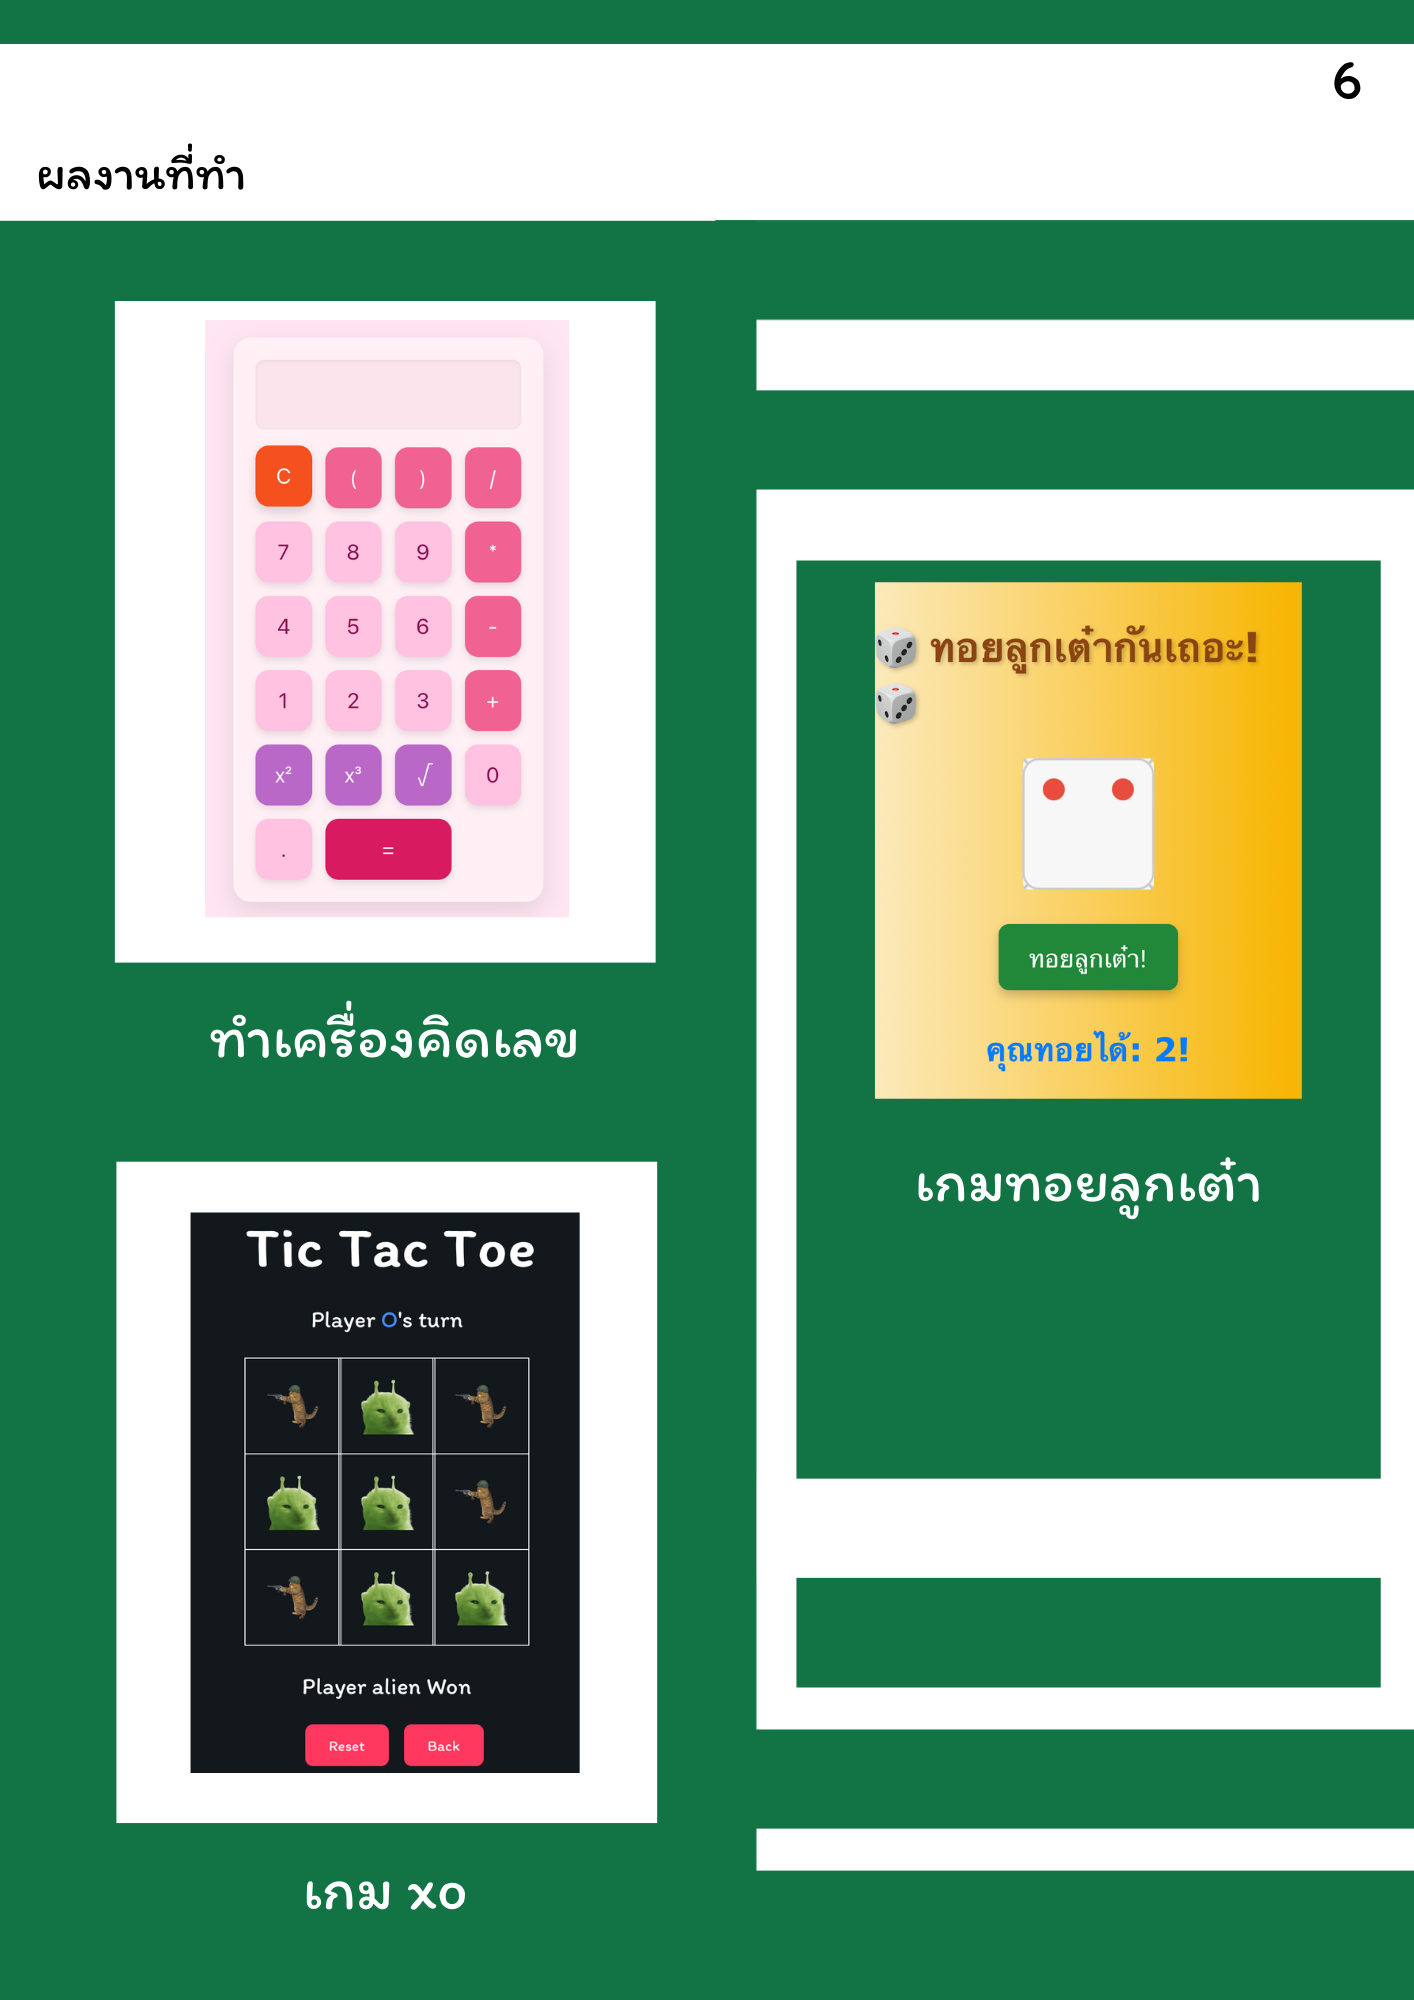 6
ผลงานที่ทำ
C ( ) /
7 8 9 *
4 5 6 -
1 2 3 +
x² x³ √ 0
. =
ทำเครื่องคิดเลข
Tic Tac Toe
Player O's turn
Player alien Won
Reset Back
เกม xo
ทอยลูกเต๋ากันเถอะ!
ทอยลูกเต๋า!
คุณทอยได้: 2!
เกมทอยลูกเต๋า